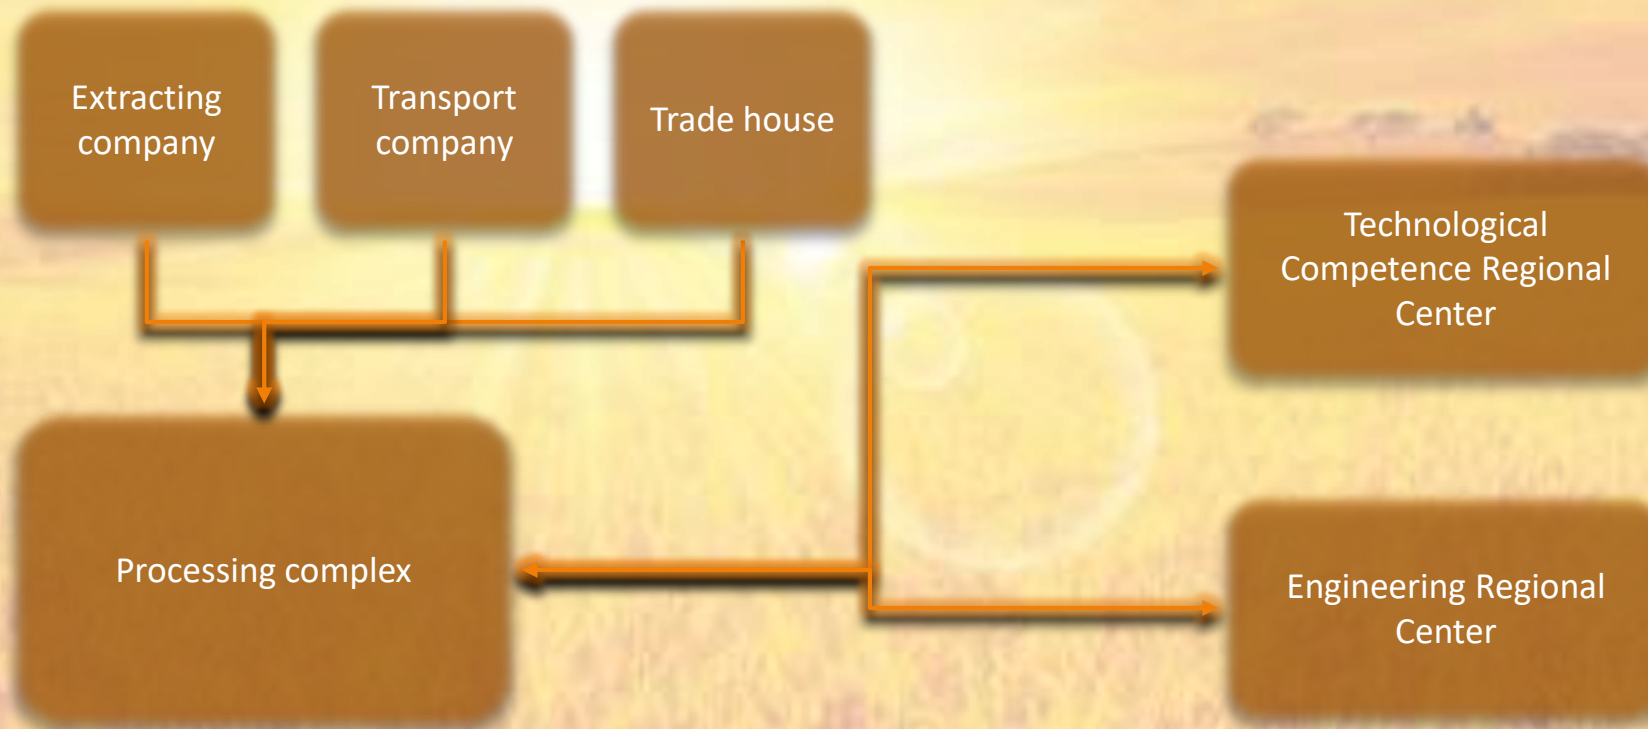 Extracting
company
Transport
company
Trade house
Technological
Competence Regional
Center
Processing complex
Engineering Regional
Center